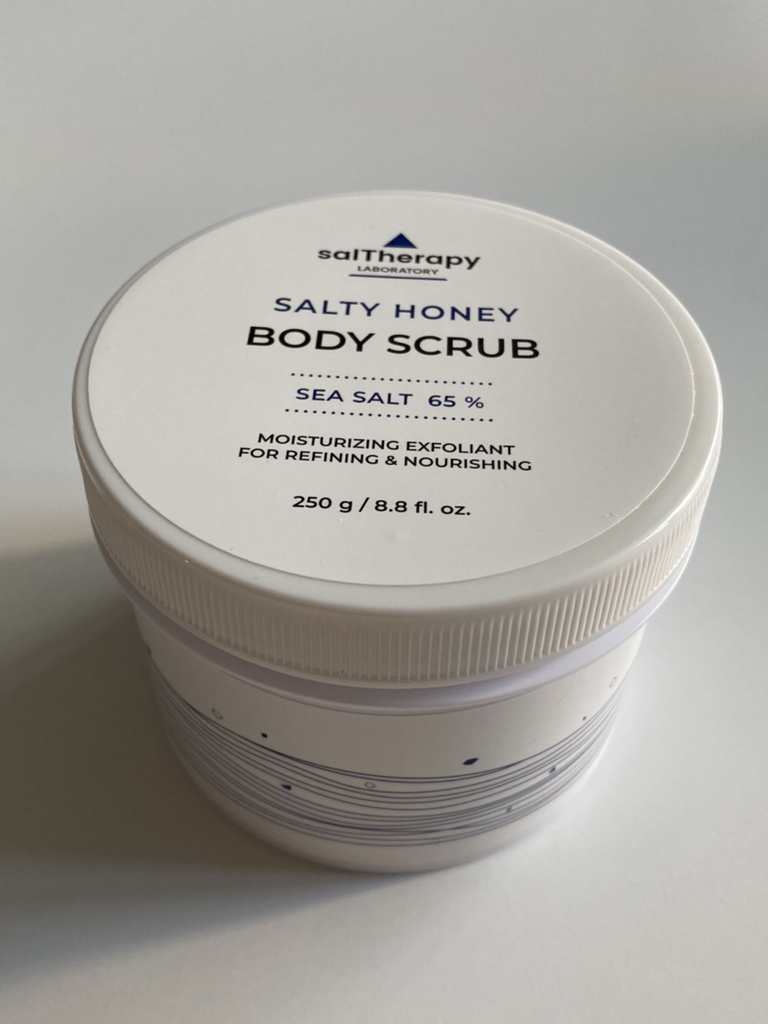 salTherapy
LABORATORY
SALTY HONEY
BODY SCRUB
SEA SALT 65 %
MOISTURIZING EXFOLIANT
FOR REFINING & NOURISHING
250 g / 8.8 fl. oz.